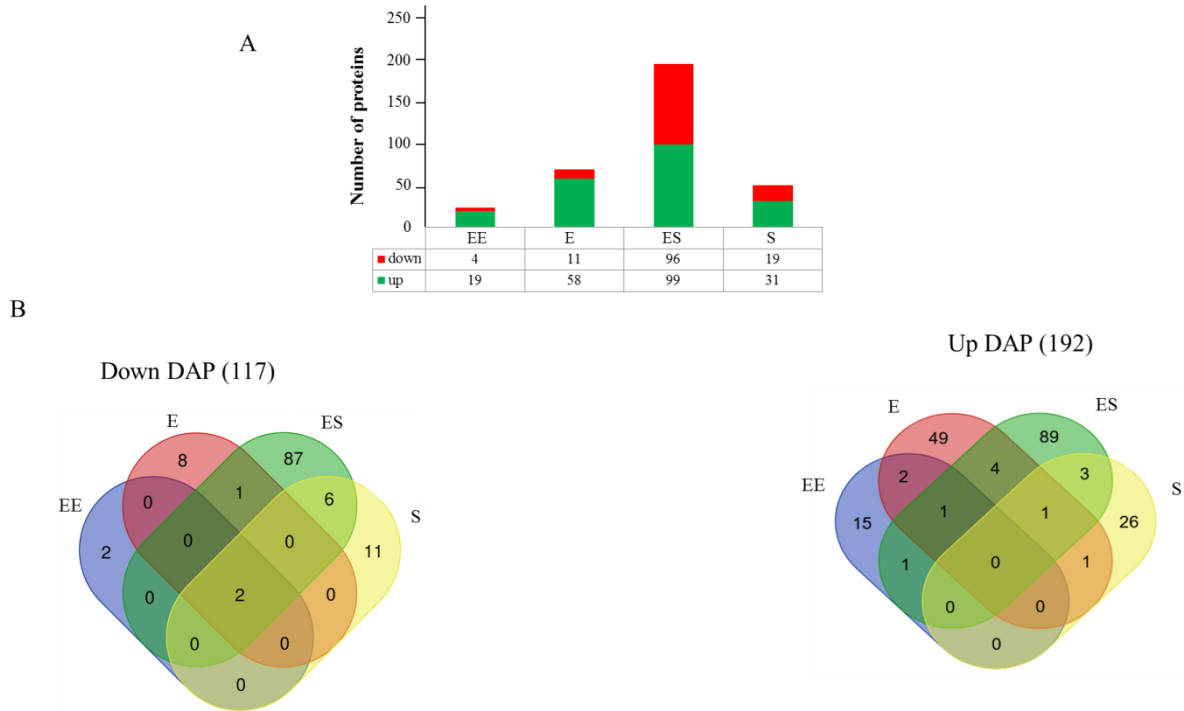 A
Number of proteins
250
200
150
100
50
0
EE E ES S
down 4 11 96 19
up 19 58 99 31
B
Down DAP (117)
E
ES
EE
S
8
87
0
1
6
2
0
0
11
0
2
0
0
0
0
Up DAP (192)
E
ES
EE
S
49
89
2
4
3
15
1
1
26
1
0
1
0
0
0